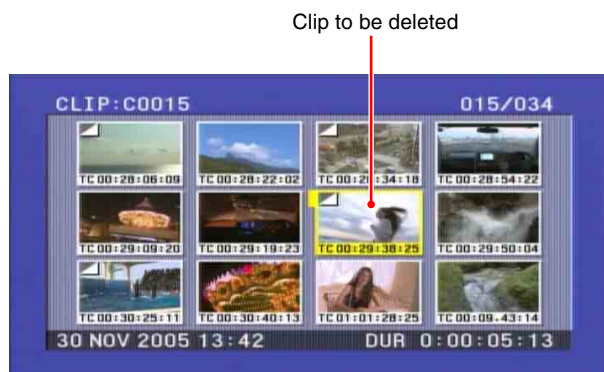 Clip to be deleted
CLIP:C0015 015/034
TC 00:28:06:09 TC 00:28:22:02 TC 00:28:34:18 TC 00:28:54:22
TC 00:29:09:20 TC 00:29:19:23 TC 00:29:38:25 TC 00:29:50:04
TC 00:30:25:11 TC 00:30:40:13 TC 01:01:28:25 TC 00:09.43:14
30 NOV 2005 13:42 DUR 0:00:05:13